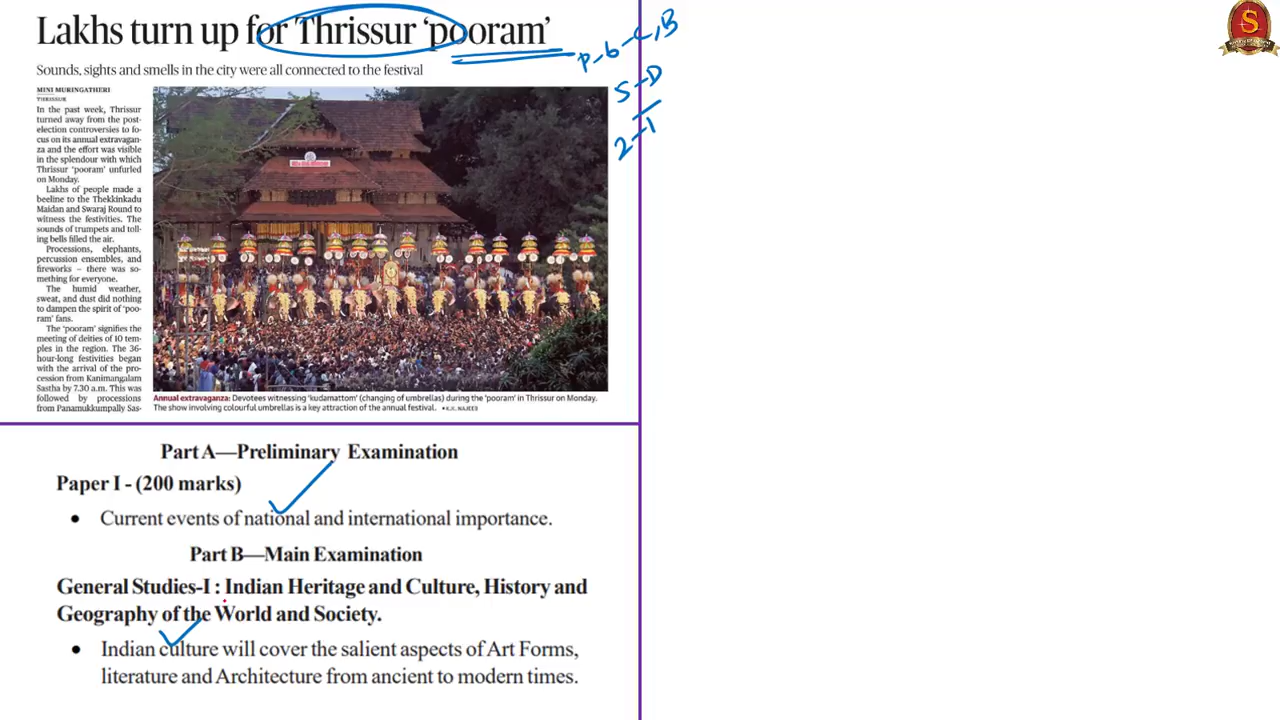 Lakhs turn up for Thrissur ‘pooram’
Sounds, sights and smells in the city were all connected to the festival
MINI MURINGATHERI
THRISSUR
In the past week, Thrissur
turned away from the post-
election controversies to fo-
cus on its annual extravagan-
za and the effort was visible
in the splendour with which
Thrissur ‘pooram’ unfurled
on Monday.
Lakhs of people made a
beeline to the Thekkinkadu
Maidan and Swaraj Round to
witness the festivities. The
sounds of trumpets and toll-
ing bells filled the air.
Processions, elephants,
percussion ensembles, and
fireworks – there was so-
mething for everyone.
The humid weather,
sweat, and dust did nothing
to dampen the spirit of ‘poo-
ram’ fans.
The ‘pooram’ signifies the
meeting of deities of 10 tem-
ples in the region. The 36-
hour-long festivities began
with the arrival of the pro-
cession from Kanimangalam
Sastha by 7.30 a.m. This was
followed by processions
from Panamukkumpally Sas-
Annual extravaganza: Devotees witnessing ‘kudamattom’ (changing of umbrellas) during the ‘pooram’ in Thrissur on Monday.
The show involving colourful umbrellas is a key attraction of the annual festival. • K.K. NAJEEB
P-b-C,B
S-D
2-1
S
Part A—Preliminary Examination
Paper I - (200 marks)
• Current events of national and international importance.
Part B—Main Examination
General Studies-I : Indian Heritage and Culture, History and
Geography of the World and Society.
• Indian culture will cover the salient aspects of Art Forms,
literature and Architecture from ancient to modern times.